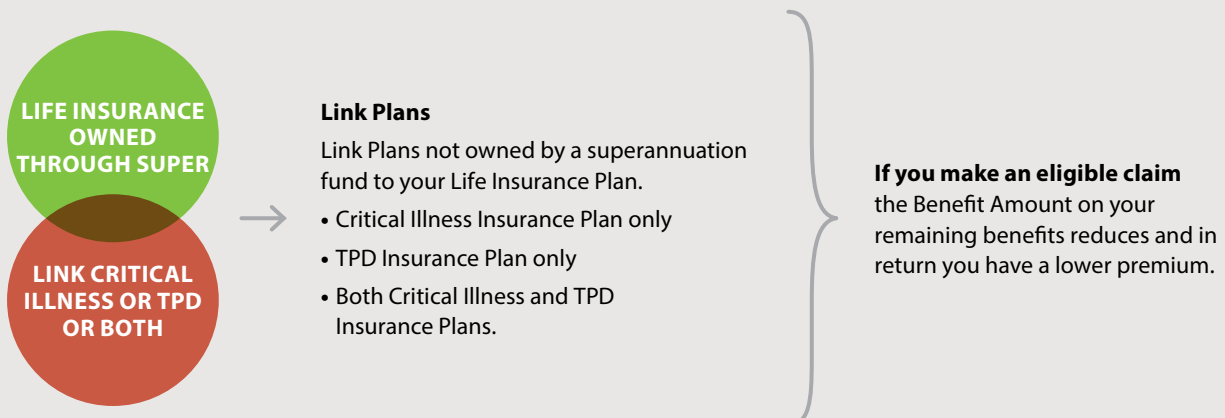 LIFE INSURANCE
OWNED
THROUGH SUPER
LINK CRITICAL
ILLNESS OR TPD
OR BOTH
Link Plans
Link Plans not owned by a superannuation
fund to your Life Insurance Plan.
• Critical Illness Insurance Plan only
• TPD Insurance Plan only
• Both Critical Illness and TPD
Insurance Plans.
If you make an eligible claim
the Benefit Amount on your
remaining benefits reduces and in
return you have a lower premium.